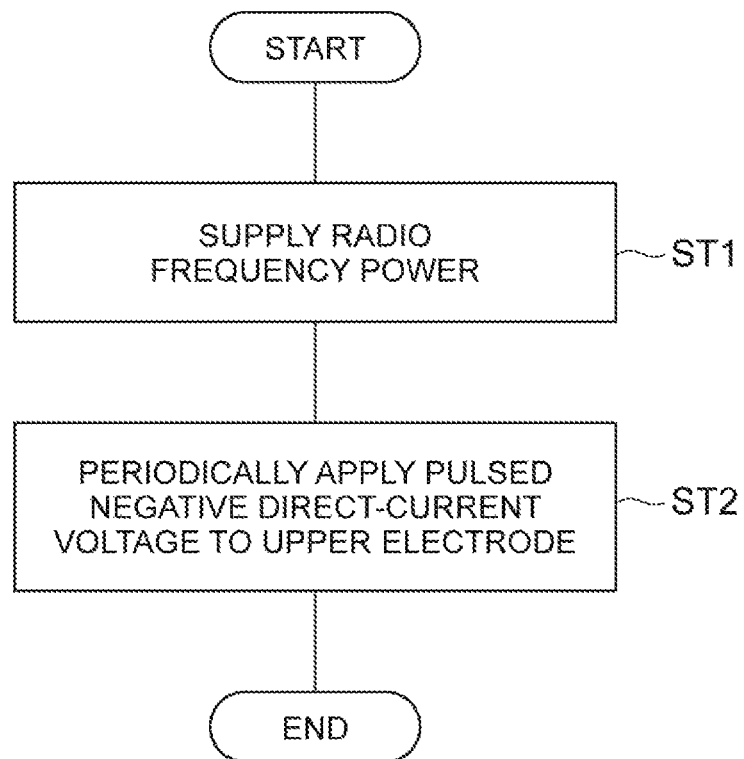 START
SUPPLY RADIO
FREQUENCY POWER
ST1
PERIODICALLY APPLY PULSED
NEGATIVE DIRECT-CURRENT
VOLTAGE TO UPPER ELECTRODE
ST2
END